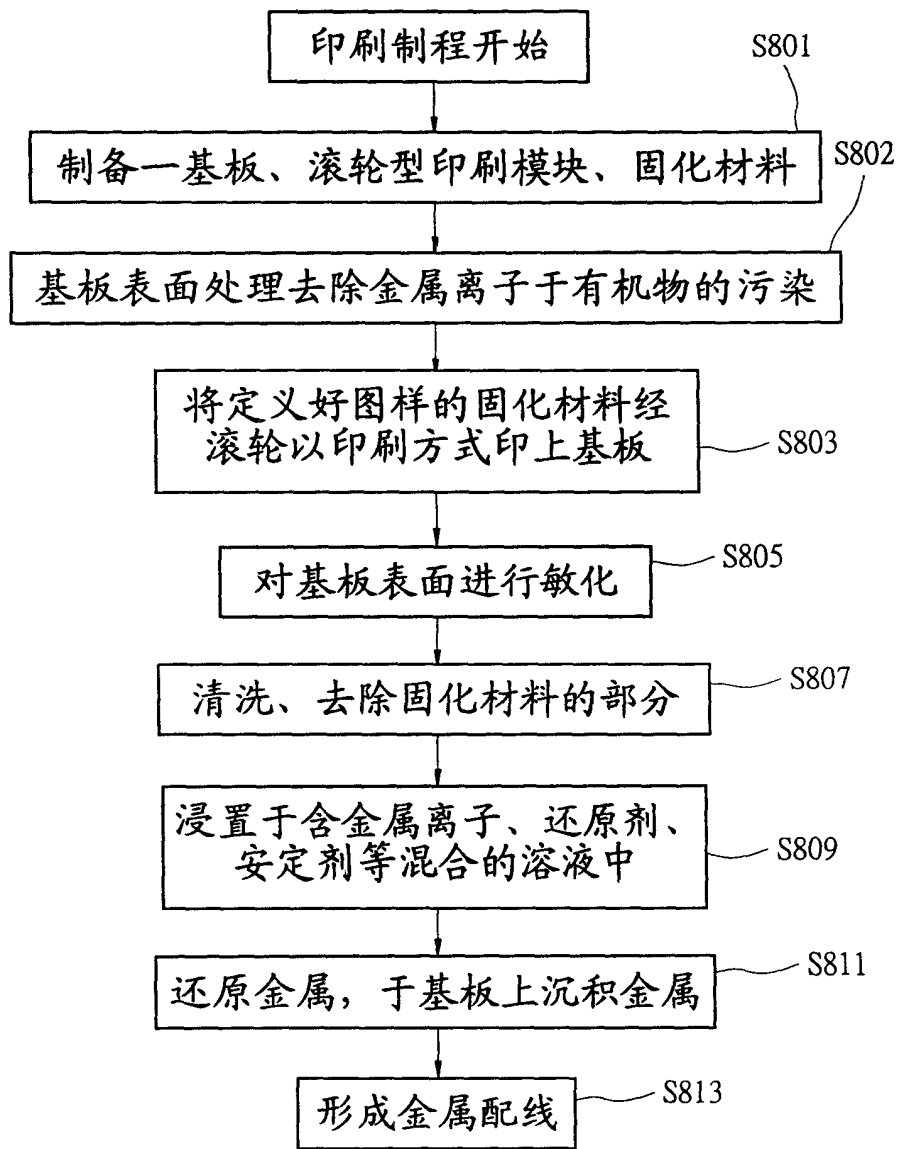 印刷制程开始
S801
制备一基板、滚轮型印刷模块、固化材料
S802
基板表面处理去除金属离子于有机物的污染
将定义好图样的固化材料经
滚轮以印刷方式印上基板
S803
对基板表面进行敏化
S805
清洗、去除固化材料的部分
S807
浸置于含金属离子、还原剂、
安定剂等混合的溶液中
S809
还原金属，于基板上沉积金属
S811
形成金属配线
S813